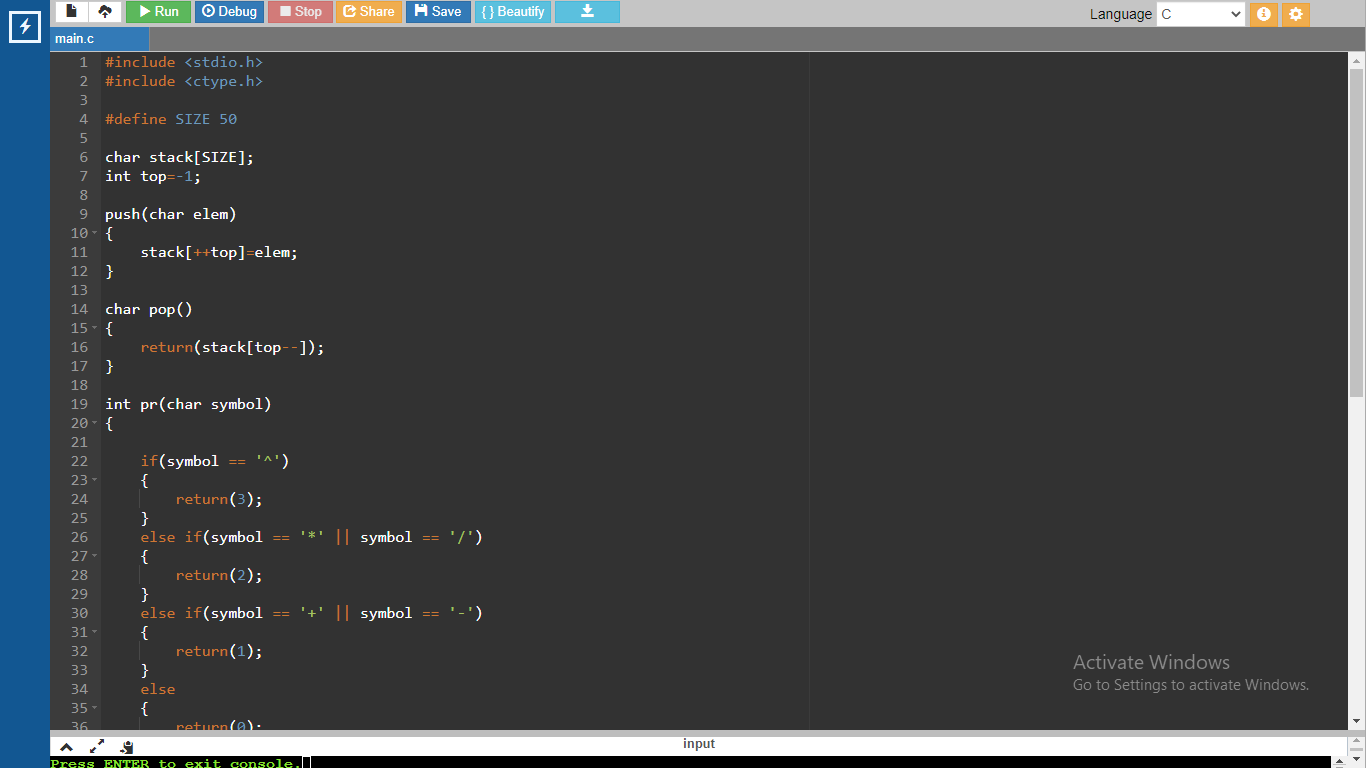 Run Debug Stop Share Save { } Beautify Language C
main.c
1 #include <stdio.h>
2 #include <ctype.h>
3
4 #define SIZE 50
5
6 char stack[SIZE];
7 int top=-1;
8
9 push(char elem)
10 {
11     stack[++top]=elem;
12 }
13
14 char pop()
15 {
16     return(stack[top--]);
17 }
18
19 int pr(char symbol)
20 {
21
22     if(symbol == '^')
23     {
24         return(3);
25     }
26     else if(symbol == '*' || symbol == '/')
27     {
28         return(2);
29     }
30     else if(symbol == '+' || symbol == '-')
31     {
32         return(1);
33     }
34     else
35     {
36         return(0);
Activate Windows
Go to Settings to activate Windows.
input
Press ENTER to exit console.